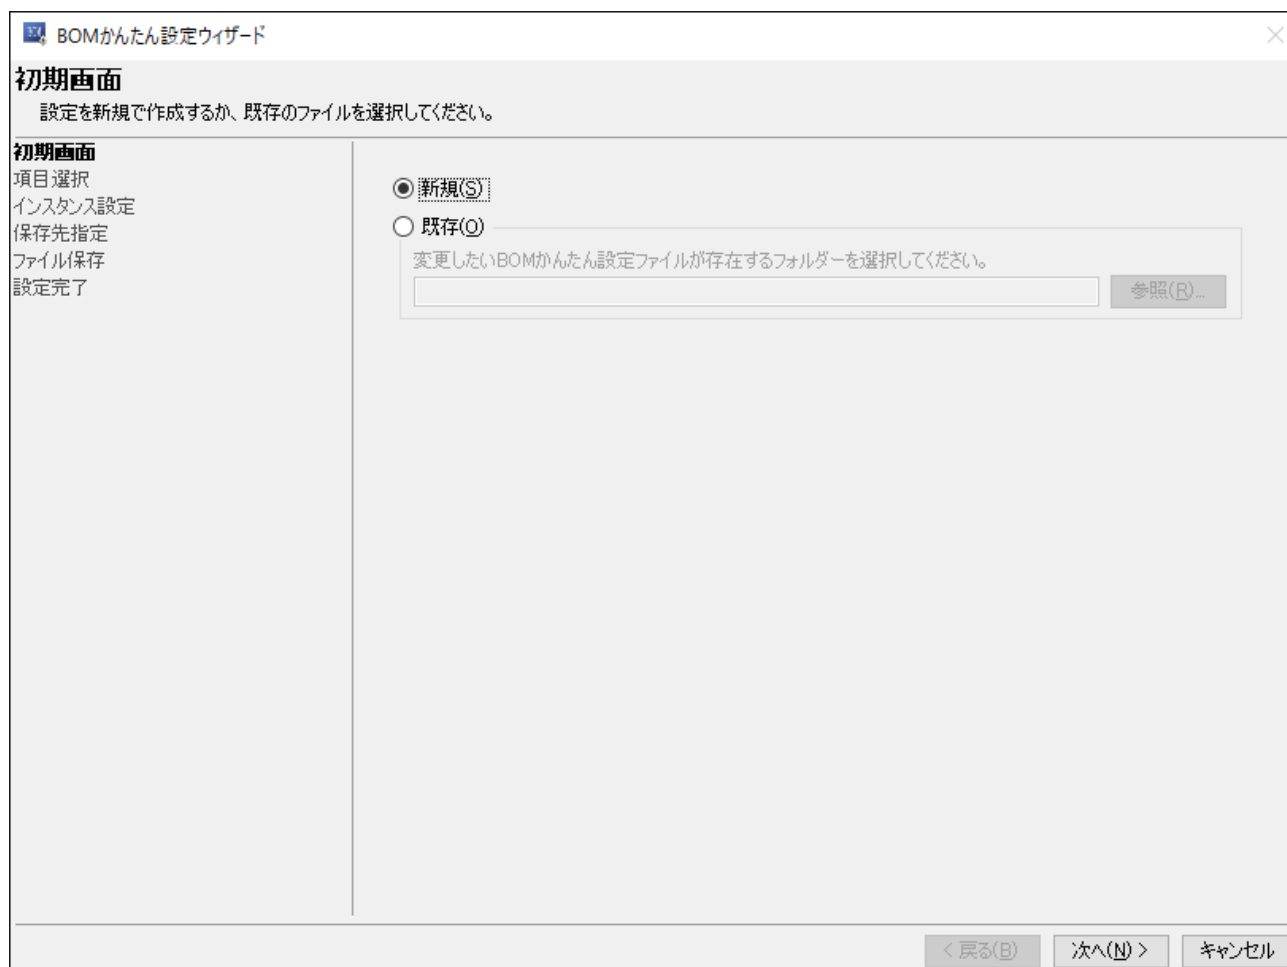 BOMかんたん設定ウィザード
初期画面
設定を新規で作成するか、既存のファイルを選択してください。
初期画面
項目選択
インスタンス設定
保存先指定
ファイル保存
設定完了
新規(S)
既存(O)
変更したいBOMかんたん設定ファイルが存在するフォルダーを選択してください。
参照(R)...
< 戻る(B)
次へ(N) >
キャンセル